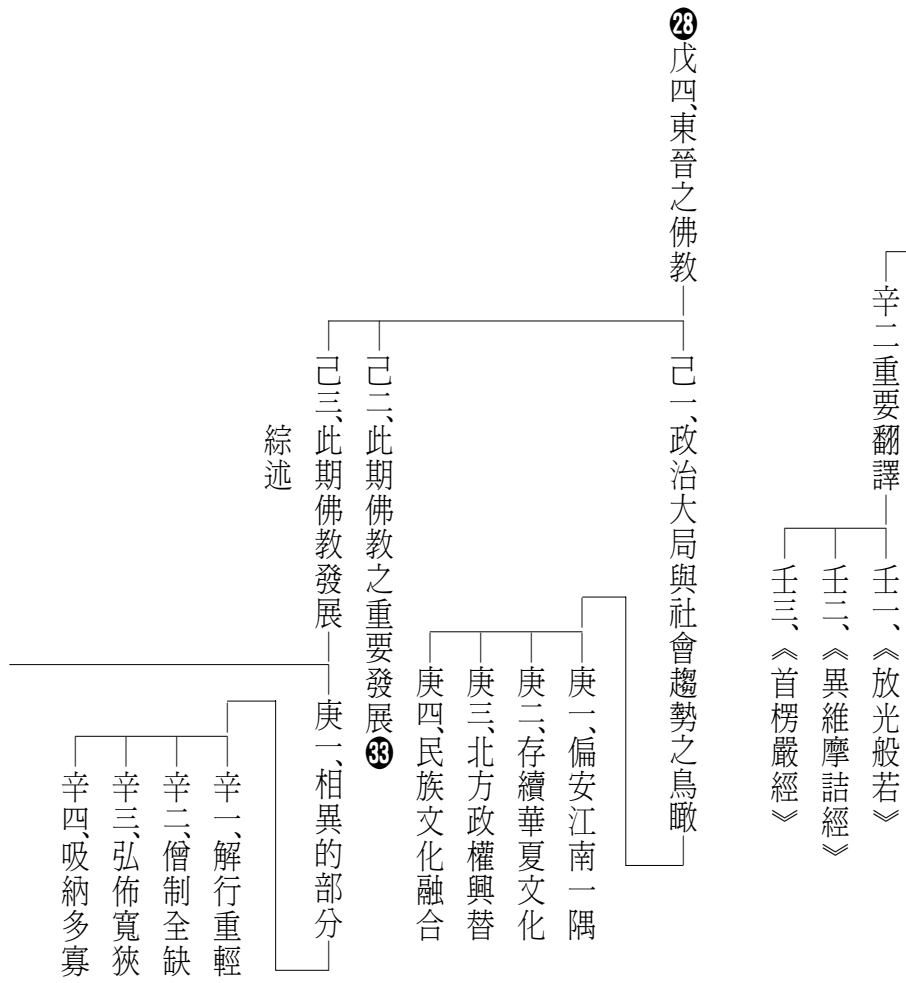 辛二重要翻譯
壬一、《放光般若》
壬二、《異維摩詰經》
壬三、《首楞嚴經》
㉘戊四、東晉之佛教
己一、政治大局與社會趨勢之鳥瞰
庚一、偏安江南一隅
庚二、存續華夏文化
庚三、北方政權興替
庚四、民族文化融合
己二、此期佛教之重要發展㉝
己三、此期佛教發展
綜述
庚一、相異的部分
辛一、解行重輕
辛二、僧制全缺
辛三、弘佈寬狹
辛四、吸納多寡